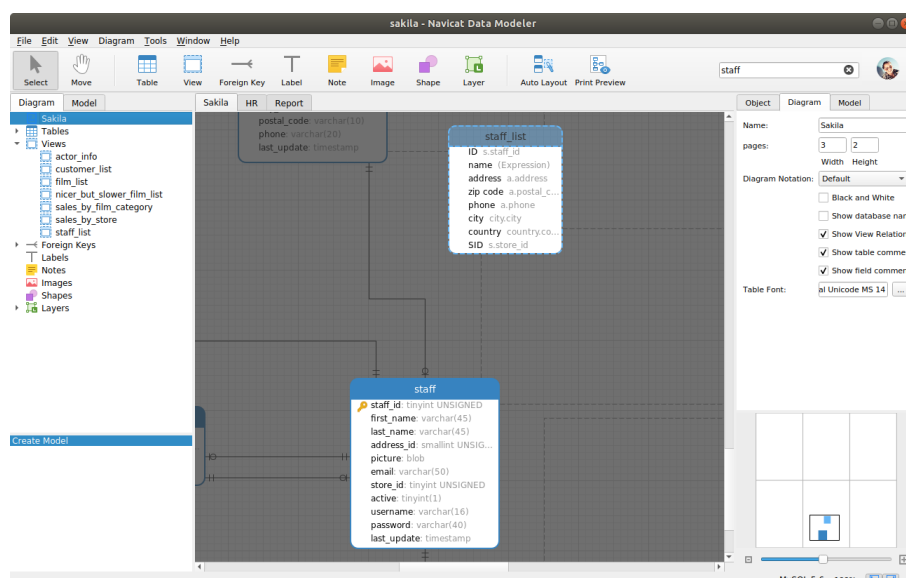 sakila - Navicat Data Modeler
File Edit View Diagram Tools Window Help
Select Move Table View Foreign Key Label Note Image Shape Layer Auto Layout Print Preview
staff
Diagram Model
Sakila HR Report
Object Diagram Model
Sakila
Tables
Views
actor_info
customer_list
film_list
nicer_but_slower_film_list
sales_by_film_category
sales_by_store
staff_list
Foreign Keys
Labels
Notes
Images
Shapes
Layers
Create Model
postal_code: varchar(10)
phone: varchar(20)
last_update: timestamp
staff_list
ID s.staff_id
name (Expression)
address a.address
zip code a.postal_c...
phone a.phone
city city.city
country country.co...
SID s.store_id
staff
staff_id: tinyint UNSIGNED
first_name: varchar(45)
last_name: varchar(45)
address_id: smallint UNSIG...
picture: blob
email: varchar(50)
store_id: tinyint UNSIGNED
active: tinyint(1)
username: varchar(16)
password: varchar(40)
last_update: timestamp
Name: Sakila
pages: 3 2
Width Height
Diagram Notation: Default
Black and White
Show database nar
Show View Relation
Show table comme
Show field commer
Table Font: al Unicode MS 14 ...